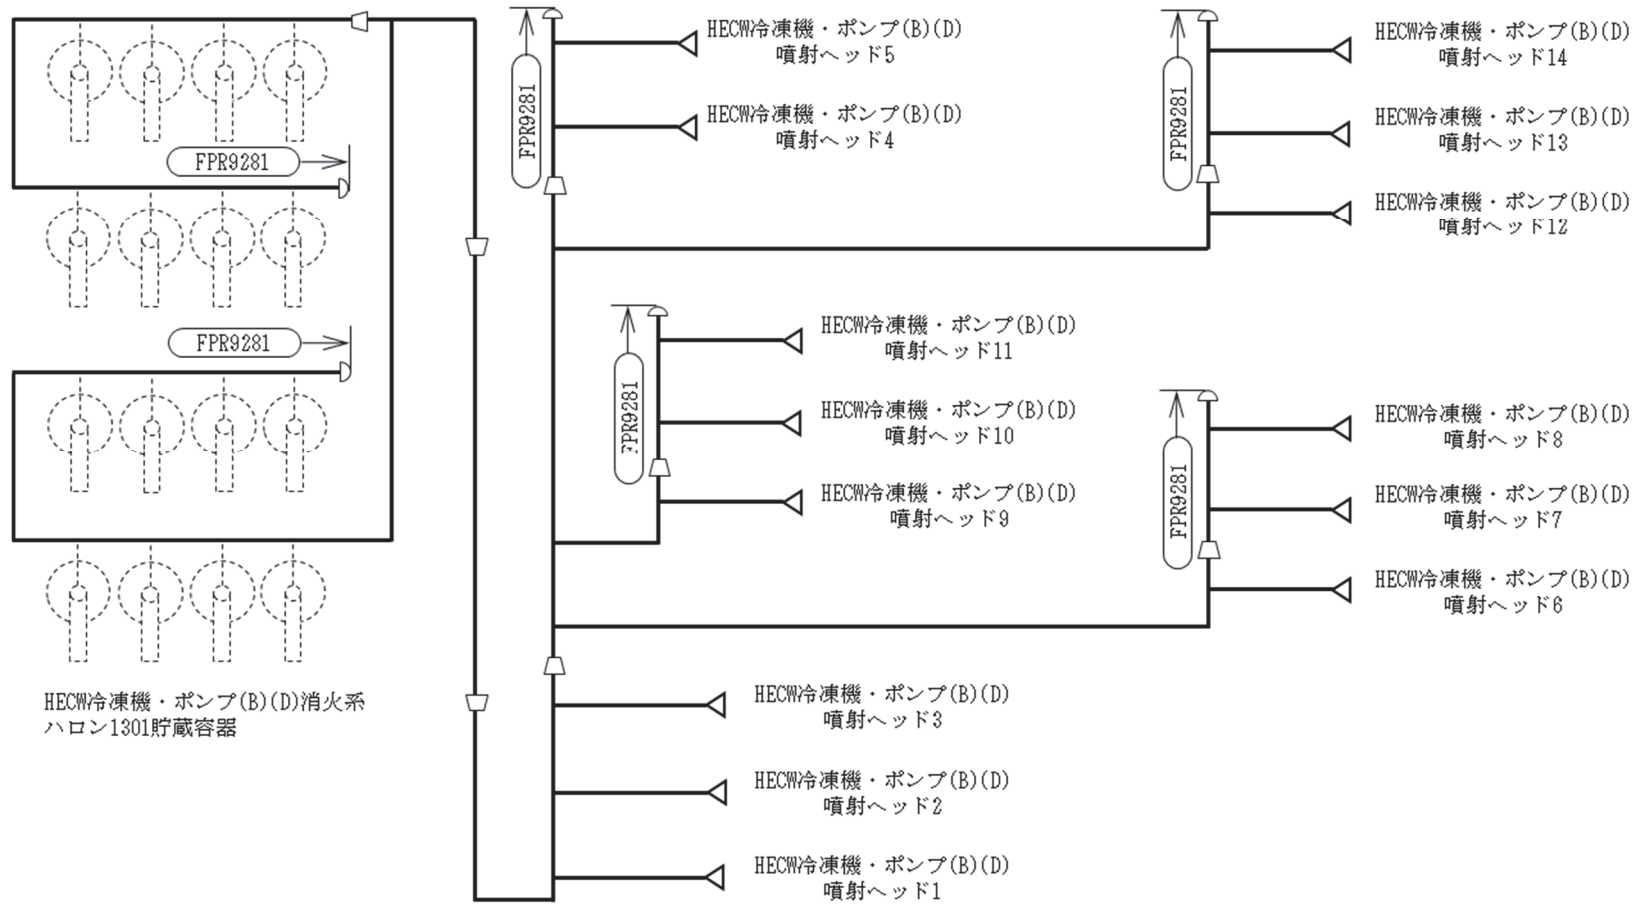 FPR9281
FPR9281
HECW冷凍機・ポンプ(B)(D)消火系
ハロン1301貯蔵容器
FPR9281
HECW冷凍機・ポンプ(B)(D)
噴射ヘッド5
HECW冷凍機・ポンプ(B)(D)
噴射ヘッド4
FPR9281
HECW冷凍機・ポンプ(B)(D)
噴射ヘッド14
HECW冷凍機・ポンプ(B)(D)
噴射ヘッド13
HECW冷凍機・ポンプ(B)(D)
噴射ヘッド12
FPR9281
HECW冷凍機・ポンプ(B)(D)
噴射ヘッド11
HECW冷凍機・ポンプ(B)(D)
噴射ヘッド10
HECW冷凍機・ポンプ(B)(D)
噴射ヘッド9
FPR9281
HECW冷凍機・ポンプ(B)(D)
噴射ヘッド8
HECW冷凍機・ポンプ(B)(D)
噴射ヘッド7
HECW冷凍機・ポンプ(B)(D)
噴射ヘッド6
HECW冷凍機・ポンプ(B)(D)
噴射ヘッド3
HECW冷凍機・ポンプ(B)(D)
噴射ヘッド2
HECW冷凍機・ポンプ(B)(D)
噴射ヘッド1